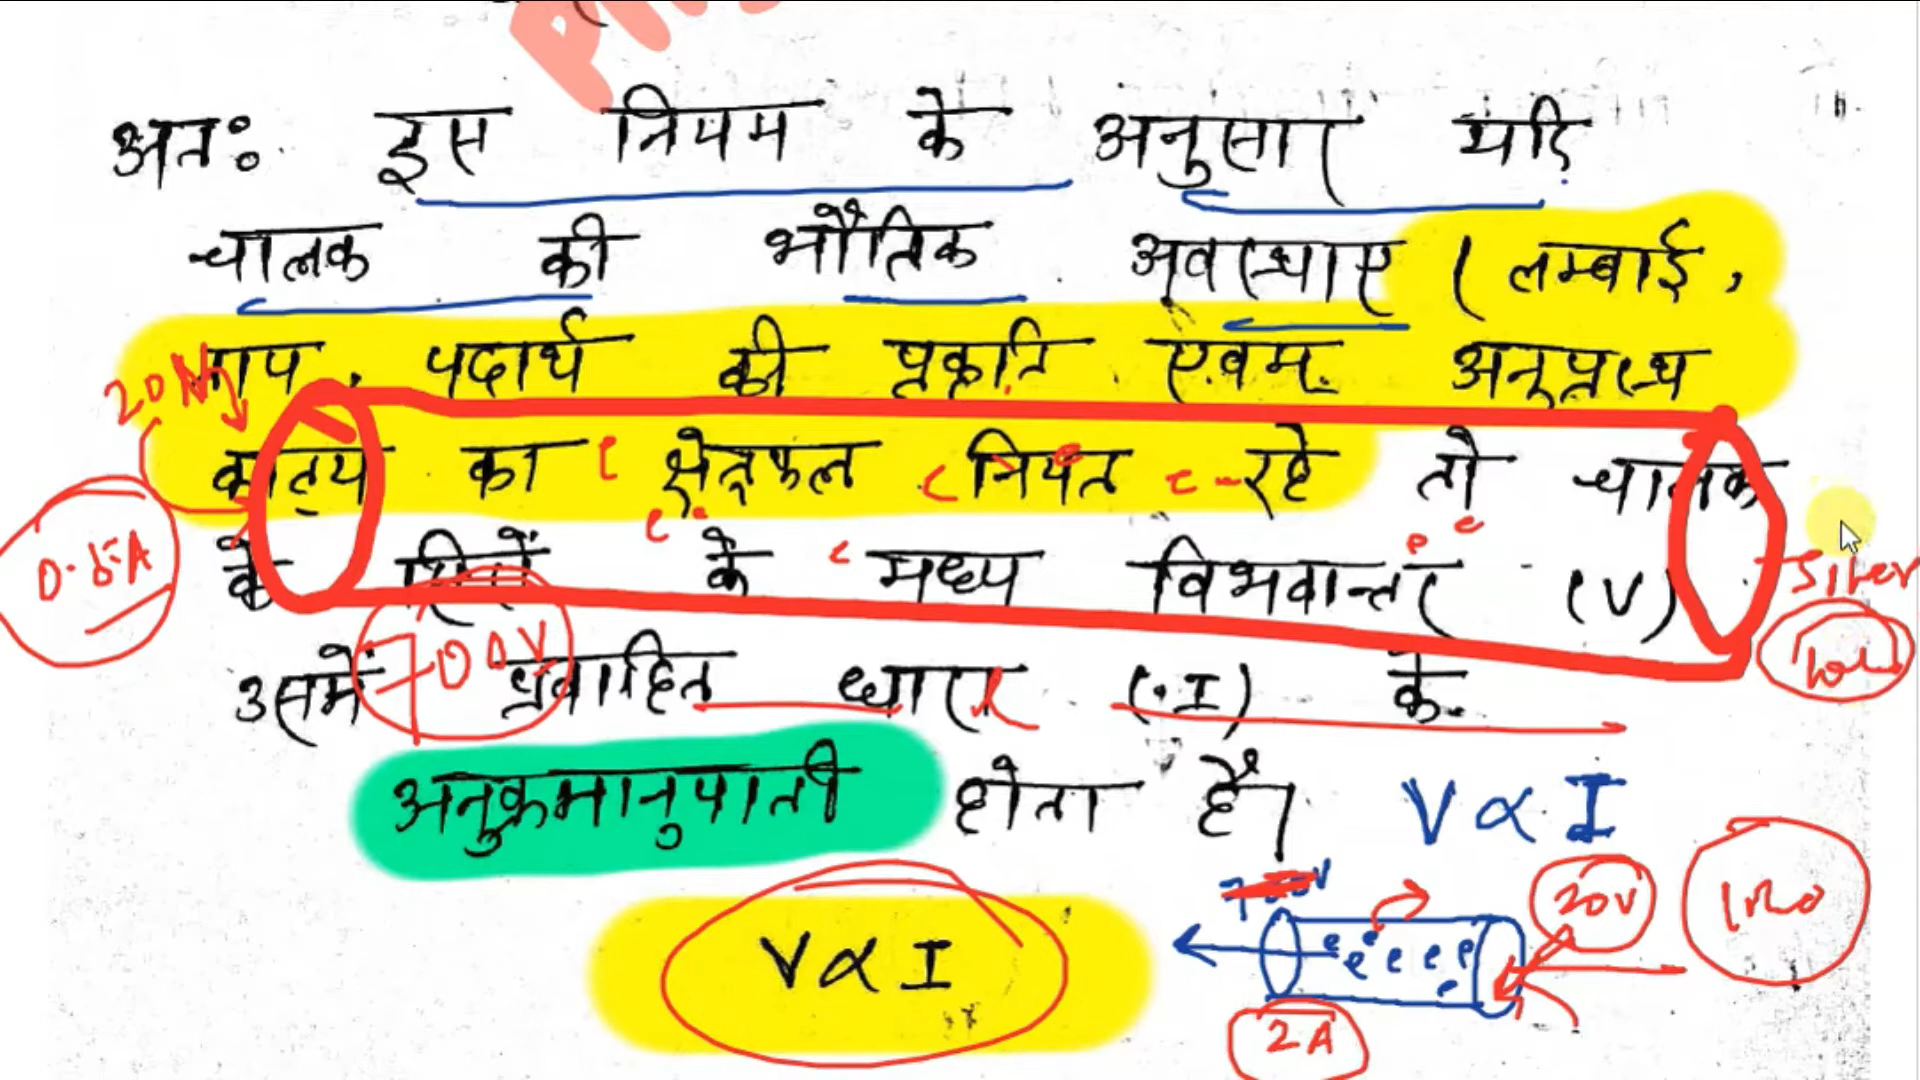 अतः इस नियम के अनुसार यदि
चालक की भौतिक अवस्थाए ( लम्बाई,
ताप, पदार्थ की प्रकृति एवम् अनुप्रस्थ
काट्य का क्षेत्रफल नियत रहे तो चालक
के सिरों के मध्य विभवान्तर (V)
उसमें प्रवाहित धारा (I) के
अनुक्रमानुपाती होता है। V ∝ I
V ∝ I
0.5A
700V
20V
2A
e e e e e